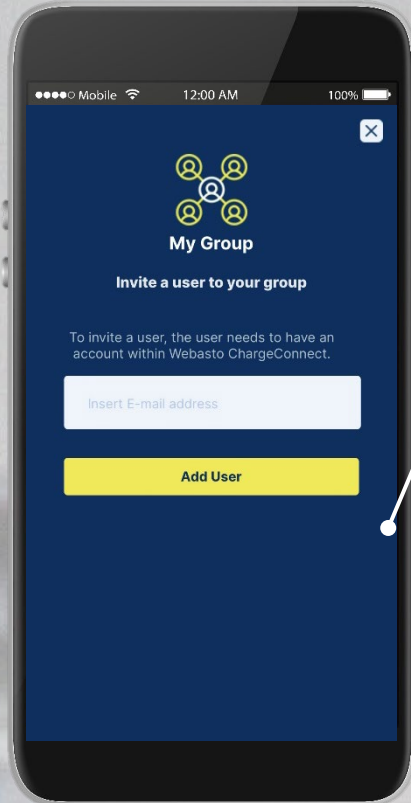 Mobile 12:00 AM 100%
My Group
Invite a user to your group
To invite a user, the user needs to have an
account within Webasto ChargeConnect.
Insert E-mail address
Add User